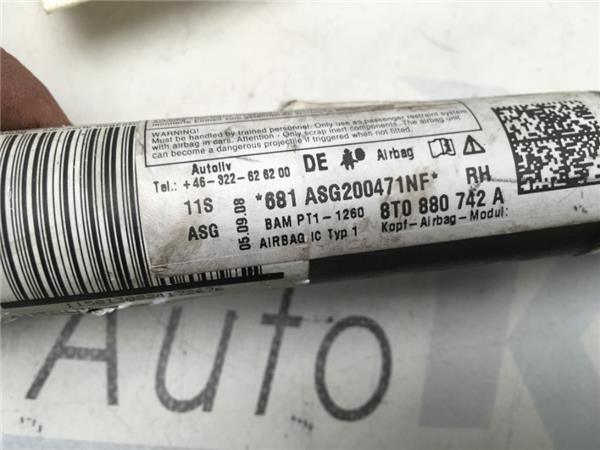 WARNING!
Must be handled by trained personnel. Only use as passenger restraint system
with airbag in cars. Attention - Only scrap inert components. The airbag unit
can become a dangerous projectile if triggered when not fitted.
Autoliv
Tel.: +46-322-626200
DE Airbag
11S *681 ASG200471NF* RH
ASG 05.09.08 BAM PT1-1260 8T0 880 742 A
AIRBAG IC Typ 1 Kopf-Airbag-Modul:
Auto